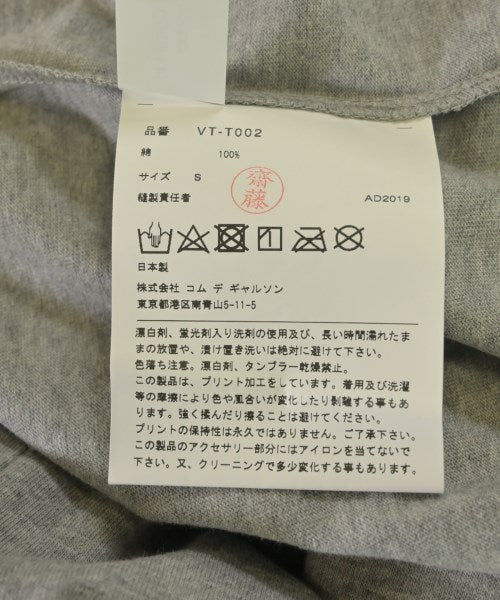 品番 VT-T002
綿 100%
サイズ S
縫製責任者 齋藤 AD2019
日本製
株式会社 コム デ ギャルソン
東京都港区南青山5-11-5
漂白剤、蛍光剤入り洗剤の使用及び、長い時間濡れたま
まの放置や、漬け置き洗いは絶対に避けて下さい。
色落ち注意。漂白剤、タンブラー乾燥禁止。
この製品は、プリント加工をしています。着用及び洗濯
等の摩擦により色や風合いが変化したり剥離する事もあ
ります。強く揉んだり擦ることは避けてください。
プリントの保持性は永久ではありません。ご了承下さい。
この製品のアクセサリー部分にはアイロンを当てないで
下さい。又、クリーニングで多少変化する事も有ります。